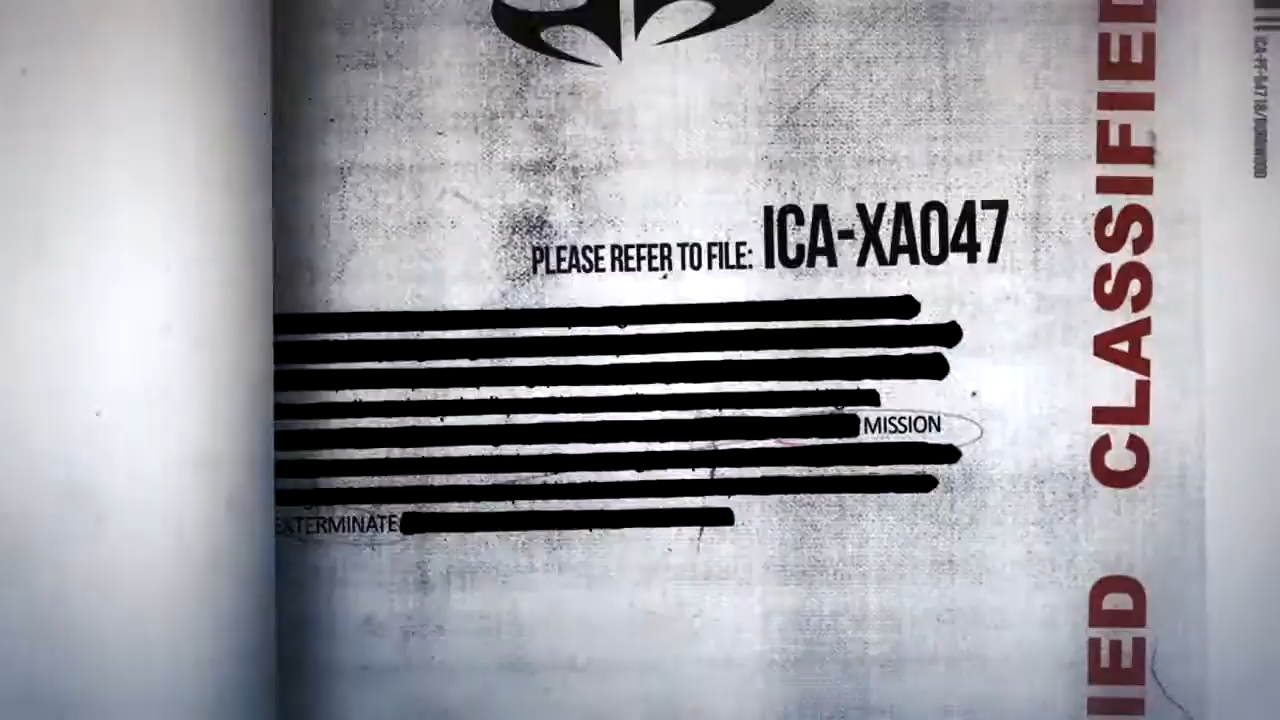 PLEASE REFER TO FILE: ICA-XA047
MISSION
EXTERMINATE
CLASSIFIED
IED